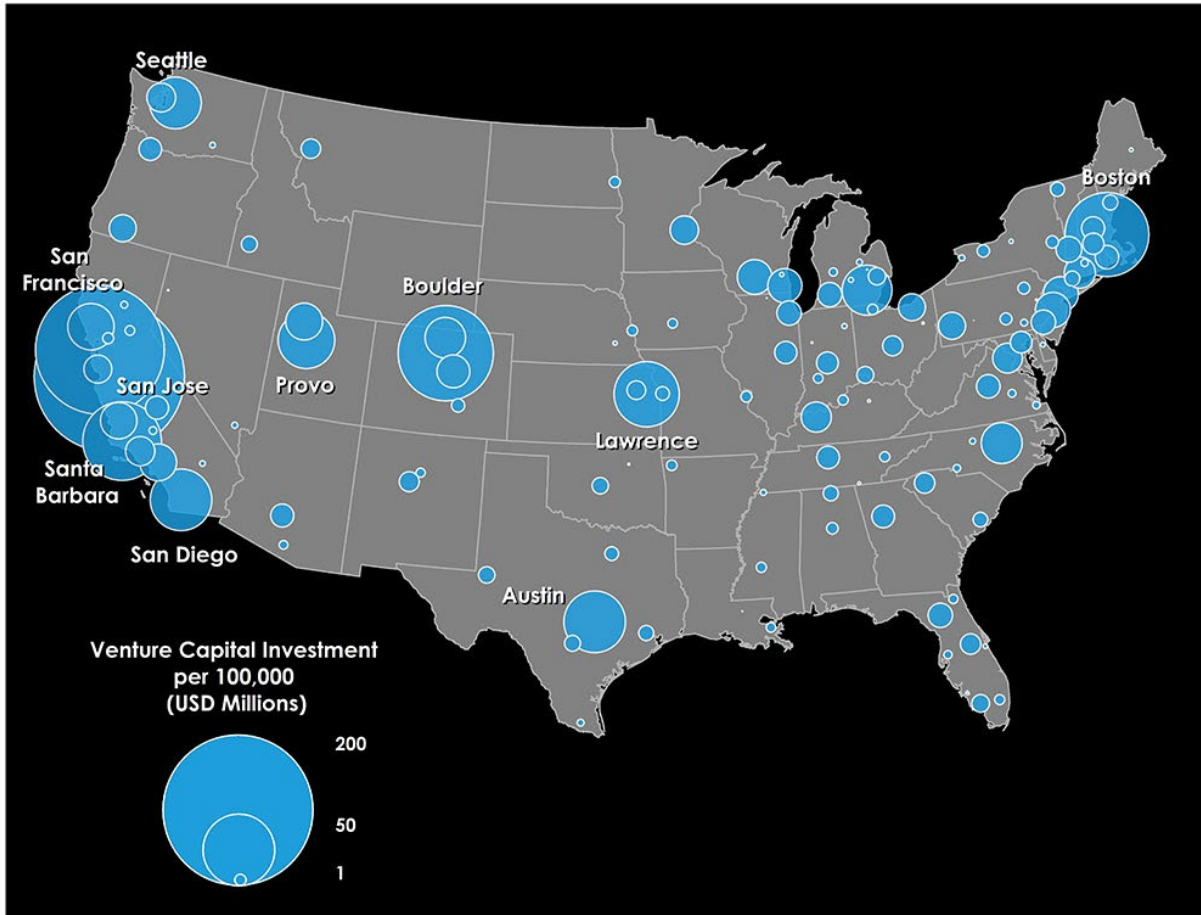 Seattle
Boston
San
Francisco
Boulder
San Jose
Provo
Lawrence
Santa
Barbara
San Diego
Austin
Venture Capital Investment
per 100,000
(USD Millions)
200
50
1